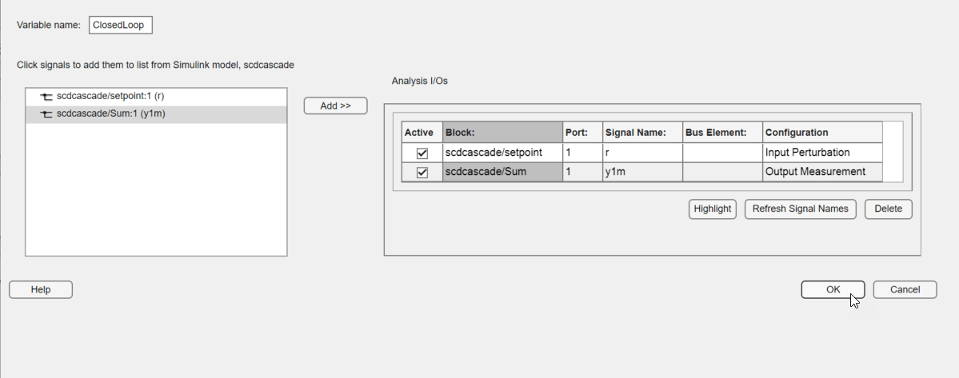 Variable name: ClosedLoop
Click signals to add them to list from Simulink model, scdcascade
Analysis I/Os
scdcascade/setpoint:1 (r)
scdcascade/Sum:1 (y1m)
Add >>
Active Block: Port: Signal Name: Bus Element: Configuration
scdcascade/setpoint 1 r Input Perturbation
scdcascade/Sum 1 y1m Output Measurement
Highlight Refresh Signal Names Delete
Help OK Cancel